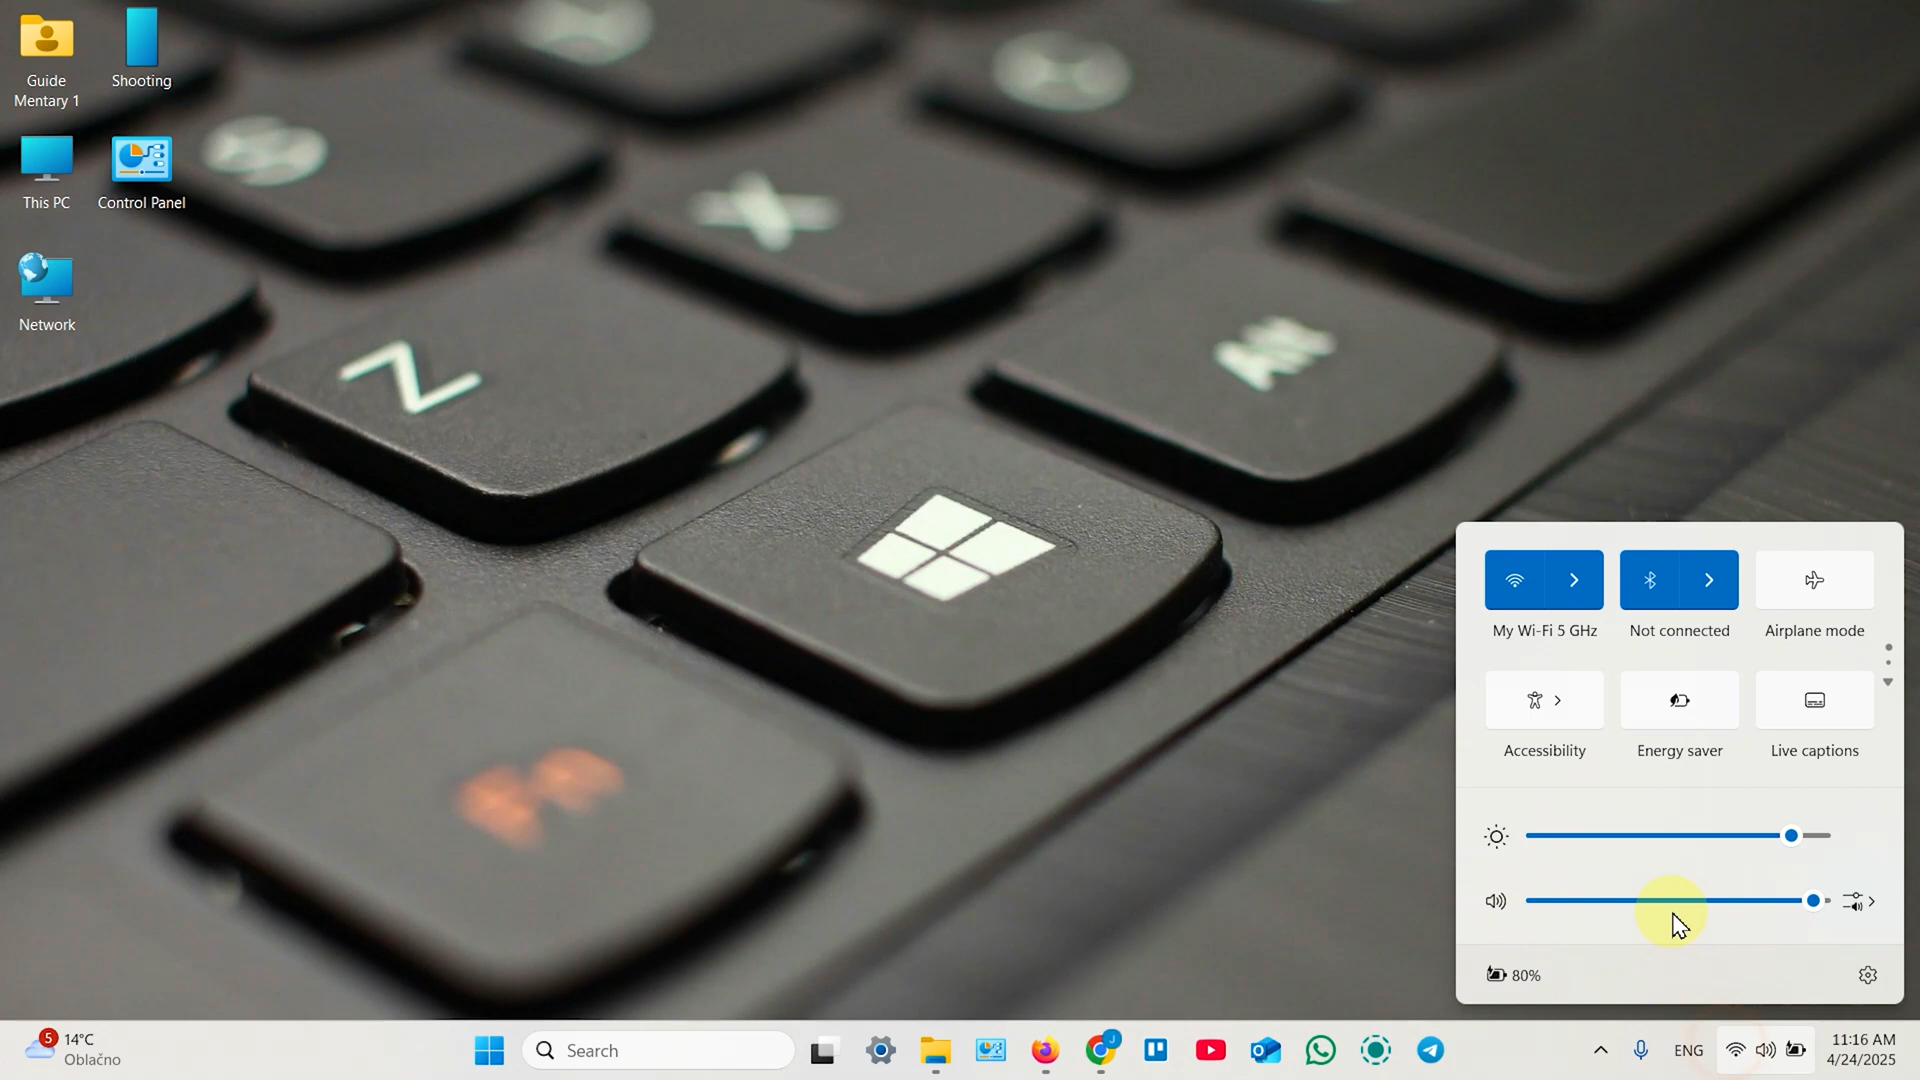 Guide
Mentary 1
Shooting
This PC
Control Panel
Network
X
Alt
Z
My Wi-Fi 5 GHz
Not connected
Airplane mode
Accessibility
Energy saver
Live captions
80%
5
14°C
Oblačno
Search
J
ENG
11:16 AM
4/24/2025